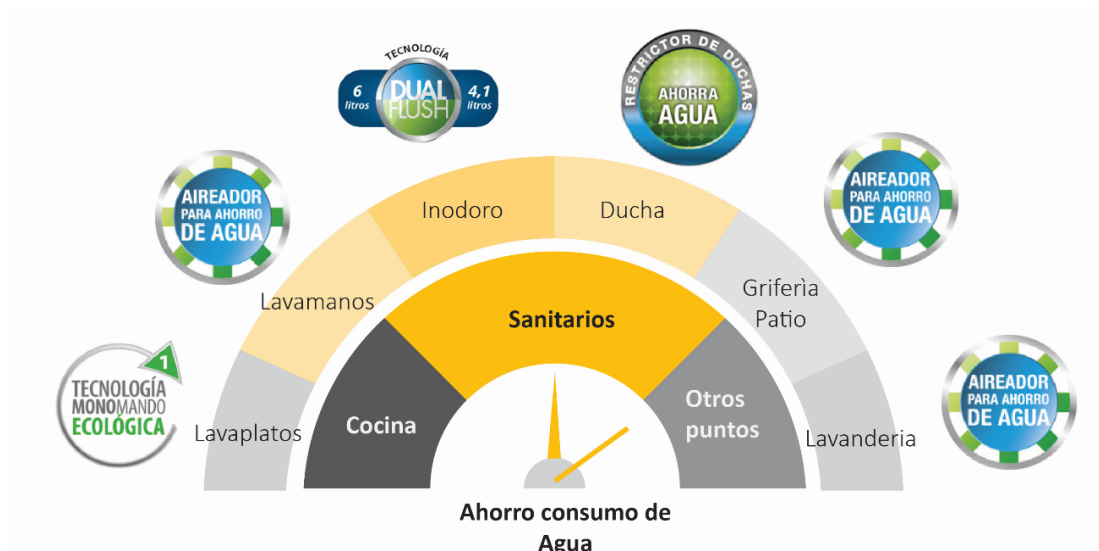 TECNOLOGÍA
6
litros
DUAL
FLUSH
4,1
litros
RESTRICTOR DE DUCHAS
AHORRA
AGUA
AIREADOR
PARA AHORRO
DE AGUA
AIREADOR
PARA AHORRO
DE AGUA
Inodoro
Ducha
Lavamanos
Griferìa
Patio
Sanitarios
1
TECNOLOGÍA
MONOMANDO
ECOLÓGICA
Lavaplatos
Cocina
Otros
puntos
Lavanderia
AIREADOR
PARA AHORRO
DE AGUA
Ahorro consumo de
Agua